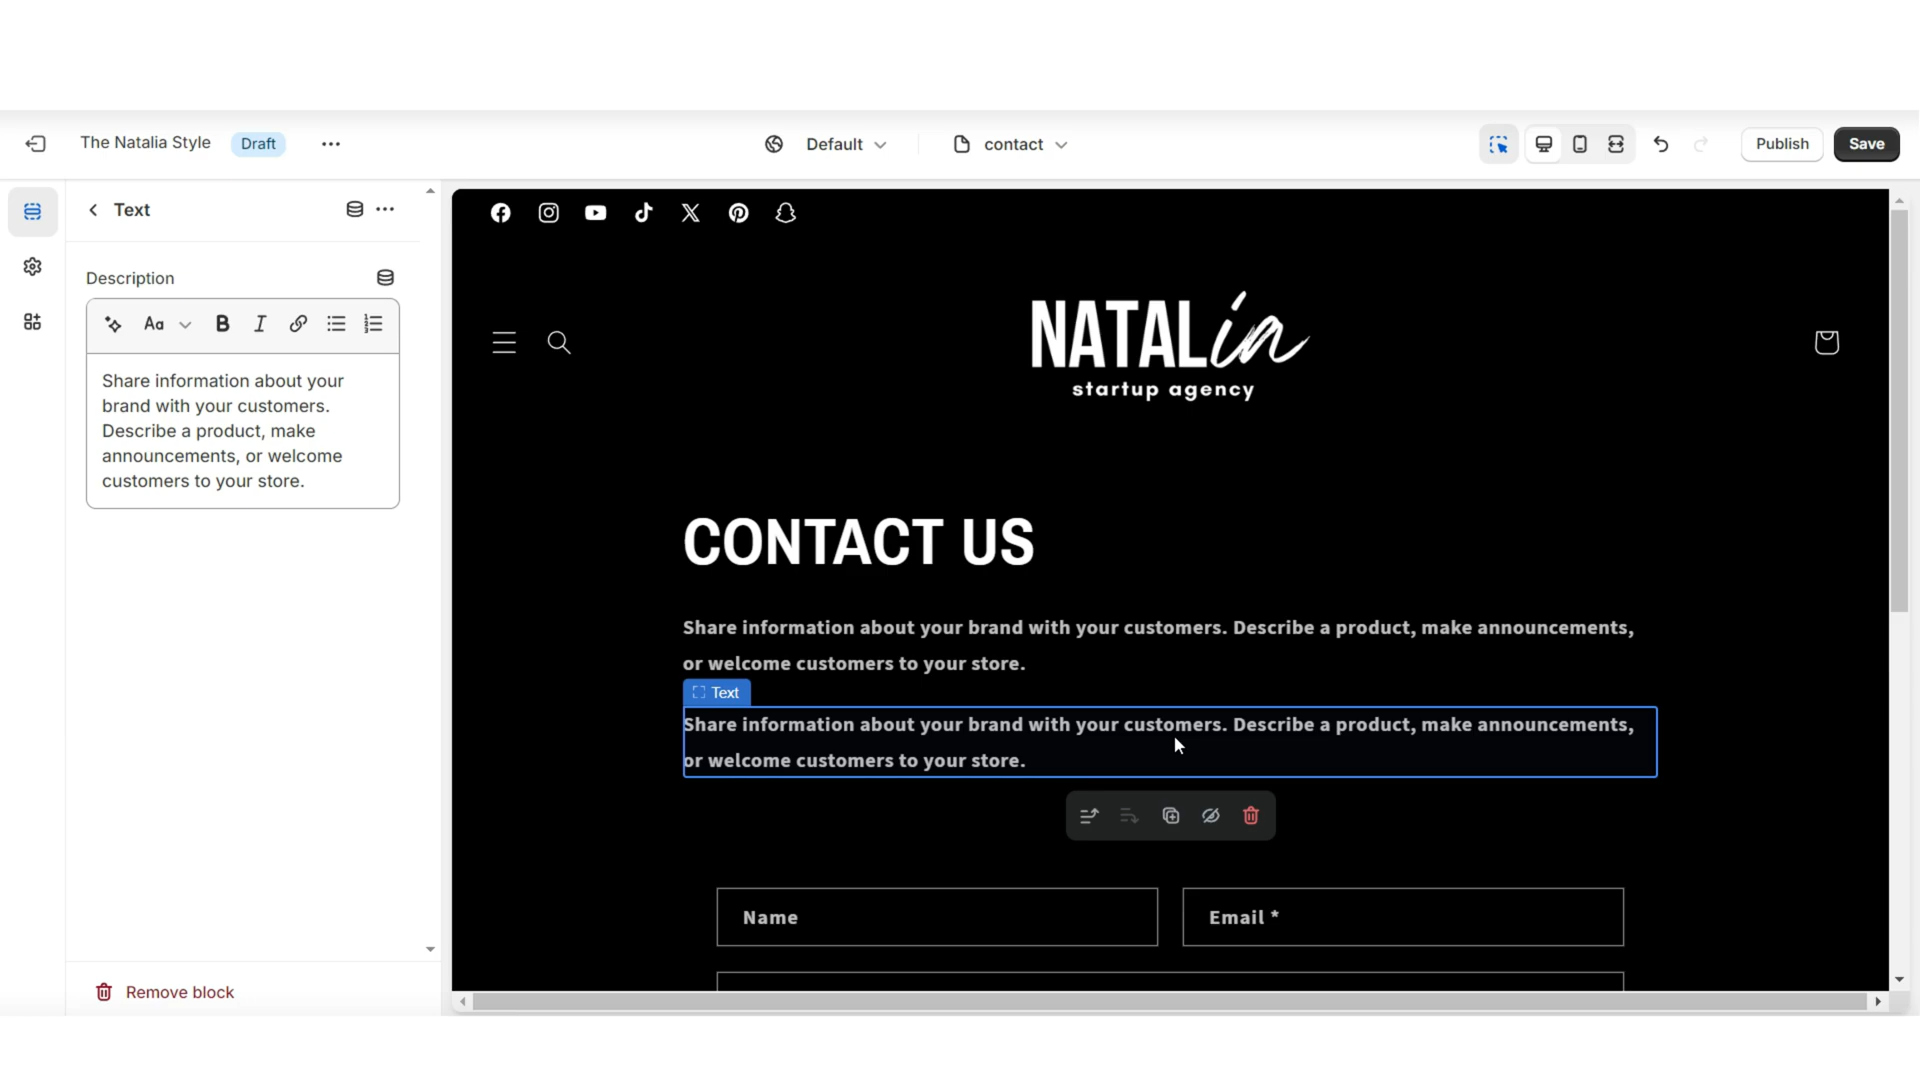 The Natalia Style Draft Default contact Publish Save
Text
Description
Aa B I
Share information about your
brand with your customers.
Describe a product, make
announcements, or welcome
customers to your store.
Remove block
NATALia
startup agency
CONTACT US
Share information about your brand with your customers. Describe a product, make announcements,
or welcome customers to your store.
Text
Share information about your brand with your customers. Describe a product, make announcements,
or welcome customers to your store.
Name Email *